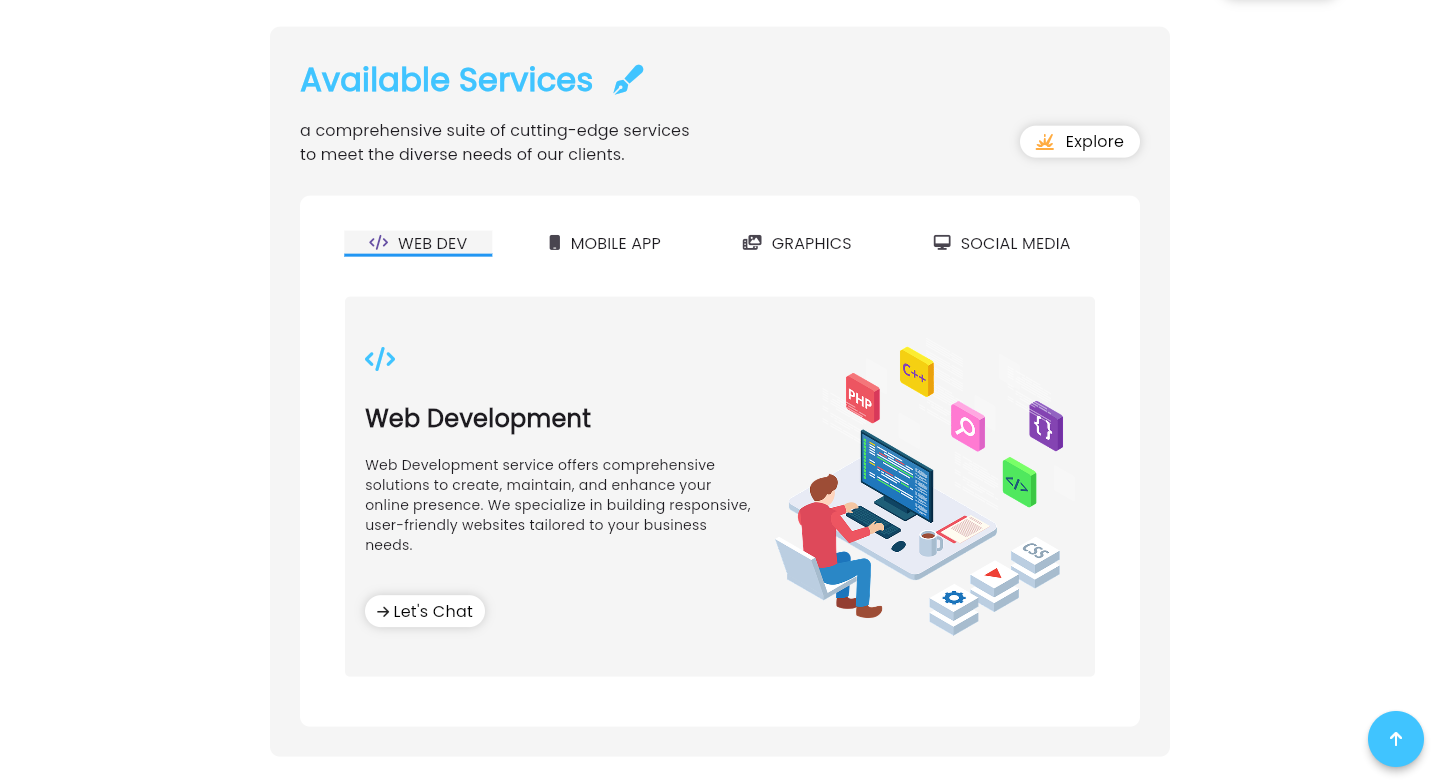 Available Services
a comprehensive suite of cutting-edge services
to meet the diverse needs of our clients.
Explore
WEB DEV
MOBILE APP
GRAPHICS
SOCIAL MEDIA
Web Development
Web Development service offers comprehensive
solutions to create, maintain, and enhance your
online presence. We specialize in building responsive,
user-friendly websites tailored to your business
needs.
Let's Chat
C++
PHP
{}
</>
CSS